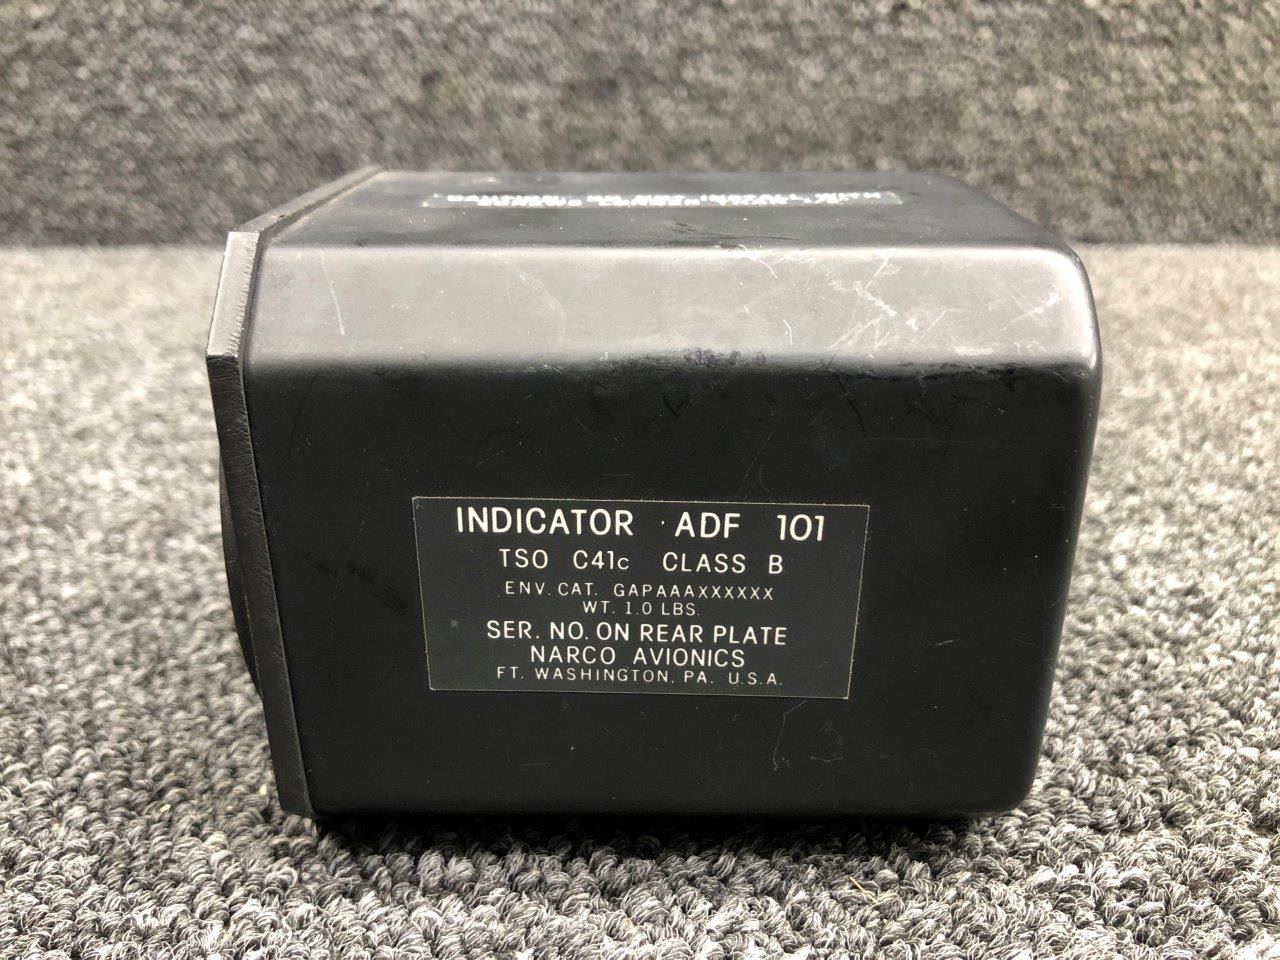 INDICATOR ADF 101
TSO C41c CLASS B
ENV. CAT. GAPAAAXXXXXX
WT. 1.0 LBS.
SER. NO. ON REAR PLATE
NARCO AVIONICS
FT. WASHINGTON, PA. U.S.A.